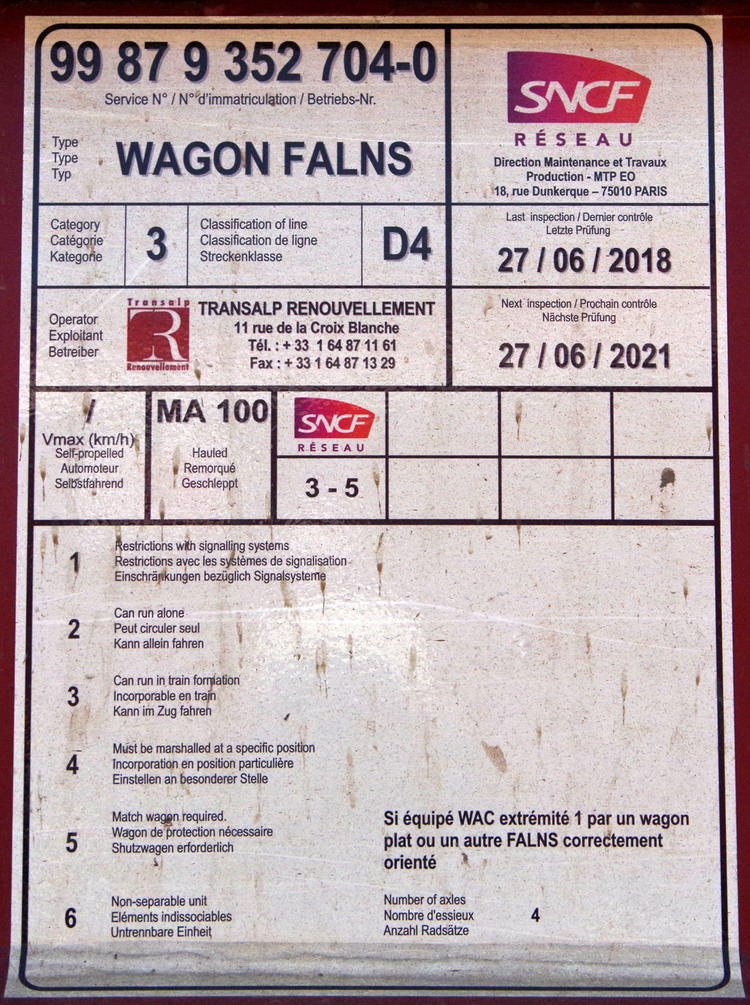 99 87 9 352 704-0
Service N° / N° d'immatriculation / Betriebs-Nr.
Type
Type
Typ
WAGON FALNS
SNCF
RÉSEAU
Direction Maintenance et Travaux
Production - MTP EO
18, rue Dunkerque – 75010 PARIS
Category
Catégorie
Kategorie
3
Classification of line
Classification de ligne
Streckenklasse
D4
Last inspection / Dernier contrôle
Letzte Prüfung
27 / 06 / 2018
Operator
Exploitant
Betreiber
Transalp
R
Renouvellement
TRANSALP RENOUVELLEMENT
11 rue de la Croix Blanche
Tél. : + 33 1 64 87 11 61
Fax : + 33 1 64 87 13 29
Next inspection / Prochain contrôle
Nächste Prüfung
27 / 06 / 2021
/
Vmax (km/h)
Self-propelled
Automoteur
Selbstfahrend
MA 100
Hauled
Remorqué
Geschleppt
SNCF
RÉSEAU
3 - 5
1
Restrictions with signalling systems
Restrictions avec les systèmes de signalisation
Einschränkungen bezüglich Signalsysteme
2
Can run alone
Peut circuler seul
Kann allein fahren
3
Can run in train formation
Incorporable en train
Kann im Zug fahren
4
Must be marshalled at a specific position
Incorporation en position particulière
Einstellen an besonderer Stelle
5
Match wagon required.
Wagon de protection nécessaire
Shutzwagen erforderlich
Si équipé WAC extrémité 1 par un wagon
plat ou un autre FALNS correctement
orienté
6
Non-separable unit
Eléments indissociables
Untrennbare Einheit
Number of axles
Nombre d'essieux
Anzahl Radsätze
4